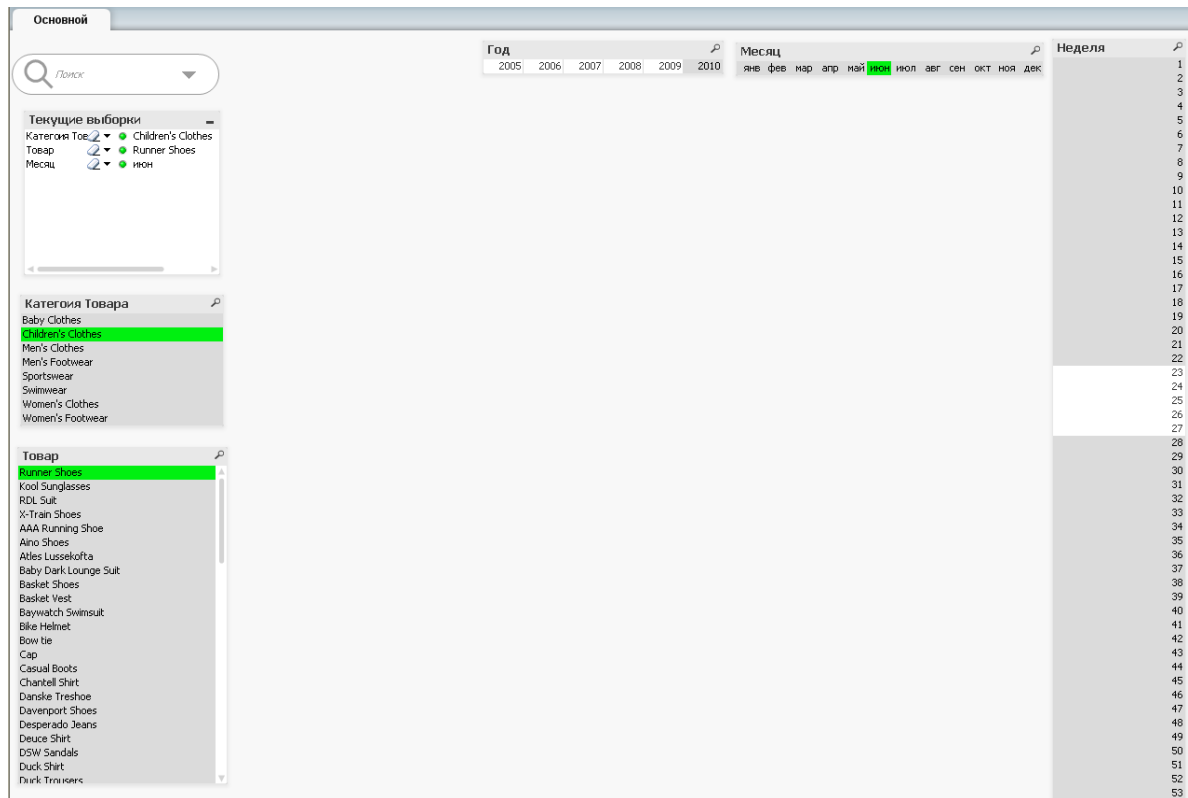 Основной
Поиск
Год
2005 2006 2007 2008 2009 2010
Месяц
янв фев мар апр май июн июл авг сен окт ноя дек
Неделя
1
2
3
4
5
6
7
8
9
10
11
12
13
14
15
16
17
18
19
20
21
22
23
24
25
26
27
28
29
30
31
32
33
34
35
36
37
38
39
40
41
42
43
44
45
46
47
48
49
50
51
52
53
Текущие выборки
Категоия Тов Children's Clothes
Товар Runner Shoes
Месяц июн
Категоия Товара
Baby Clothes
Children's Clothes
Men's Clothes
Men's Footwear
Sportswear
Swimwear
Women's Clothes
Women's Footwear
Товар
Runner Shoes
Kool Sunglasses
RDL Suit
X-Train Shoes
AAA Running Shoe
Aino Shoes
Atles Lussekofta
Baby Dark Lounge Suit
Basket Shoes
Basket Vest
Baywatch Swimsuit
Bike Helmet
Bow tie
Cap
Casual Boots
Chantell Shirt
Danske Treshoe
Davenport Shoes
Desperado Jeans
Deuce Shirt
DSW Sandals
Duck Shirt
Duck Trousers